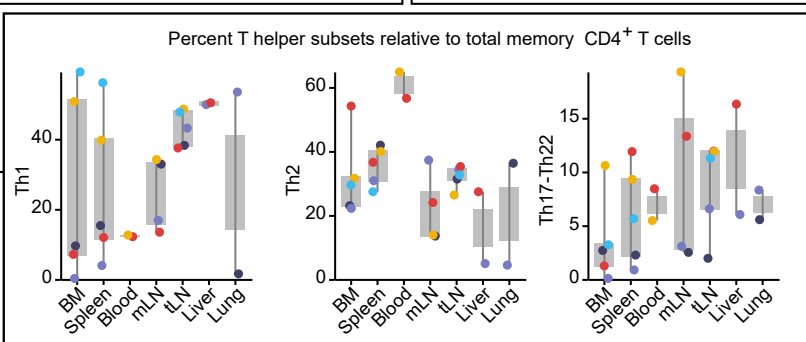 Percent T helper subsets relative to total memory CD4+ T cells
Th1
40
20
0
BM
Spleen
Blood
mLN
tLN
Liver
Lung
Th2
60
40
20
0
BM
Spleen
Blood
mLN
tLN
Liver
Lung
Th17-Th22
15
10
5
0
BM
Spleen
Blood
mLN
tLN
Liver
Lung